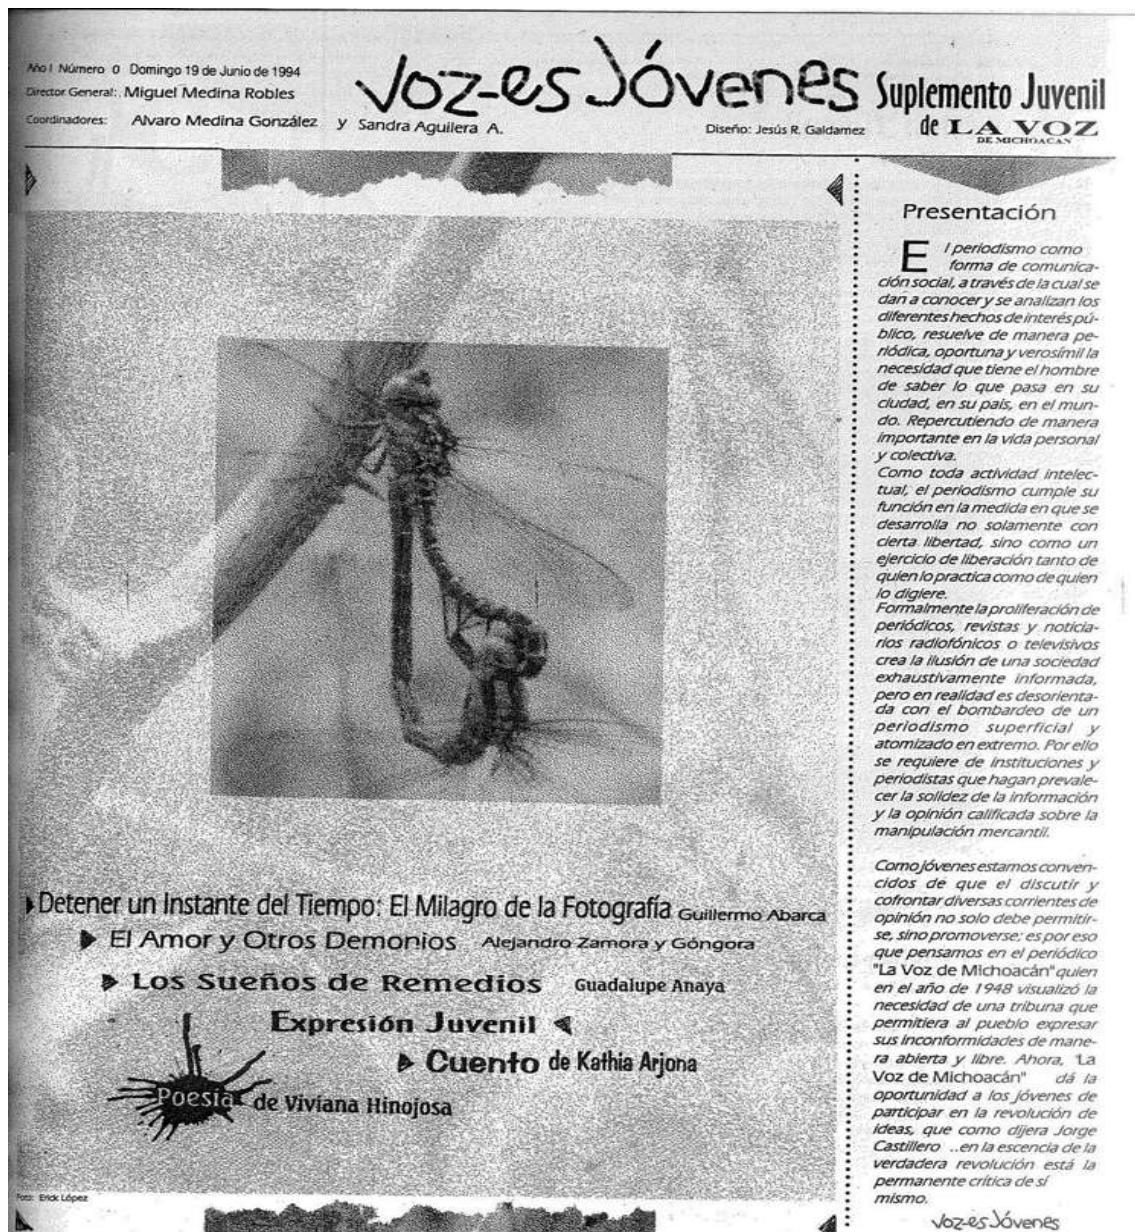 Año I Número 0 Domingo 19 de Junio de 1994
Director General:. Miguel Medina Robles
Coordinadores: Alvaro Medina González y Sandra Aguilera A.
Voz-es Jóvenes
Diseño: Jesús R. Galdamez
Suplemento Juvenil
de LA VOZ
DE MICHOACAN
Detener un Instante del Tiempo: El Milagro de la Fotografía Guillermo Abarca
El Amor y Otros Demonios Alejandro Zamora y Góngora
Los Sueños de Remedios Guadalupe Anaya
Expresión Juvenil
Cuento de Kathia Arjona
Poesía de Viviana Hinojosa
Foto: Erick López
Presentación
El periodismo como
forma de comunica-
ción social, a través de la cual se
dan a conocer y se analizan los
diferentes hechos de interés pú-
blico, resuelve de manera pe-
riódica, oportuna y verosímil la
necesidad que tiene el hombre
de saber lo que pasa en su
ciudad, en su país, en el mun-
do. Repercutiendo de manera
importante en la vida personal
y colectiva.
Como toda actividad intelec-
tual, el periodismo cumple su
función en la medida en que se
desarrolla no solamente con
cierta libertad, sino como un
ejercicio de liberación tanto de
quien lo practica como de quien
lo digiere.
Formalmente la proliferación de
periódicos, revistas y noticia-
rios radiofónicos o televisivos
crea la ilusión de una sociedad
exhaustivamente informada,
pero en realidad es desorienta-
da con el bombardeo de un
periodismo superficial y
atomizado en extremo. Por ello
se requiere de instituciones y
periodistas que hagan prevale-
cer la solidez de la información
y la opinión calificada sobre la
manipulación mercantil.
Como jóvenes estamos conven-
cidos de que el discutir y
cofrontar diversas corrientes de
opinión no solo debe permitir-
se, sino promoverse; es por eso
que pensamos en el periódico
"La Voz de Michoacán" quien
en el año de 1948 visualizó la
necesidad de una tribuna que
permitiera al pueblo expresar
sus inconformidades de mane-
ra abierta y libre. Ahora, "La
Voz de Michoacán" dá la
oportunidad a los jóvenes de
participar en la revolución de
ideas, que como dijera Jorge
Castillero ...en la escencia de la
verdadera revolución está la
permanente crítica de sí
mismo.
Voz-es Jóvenes